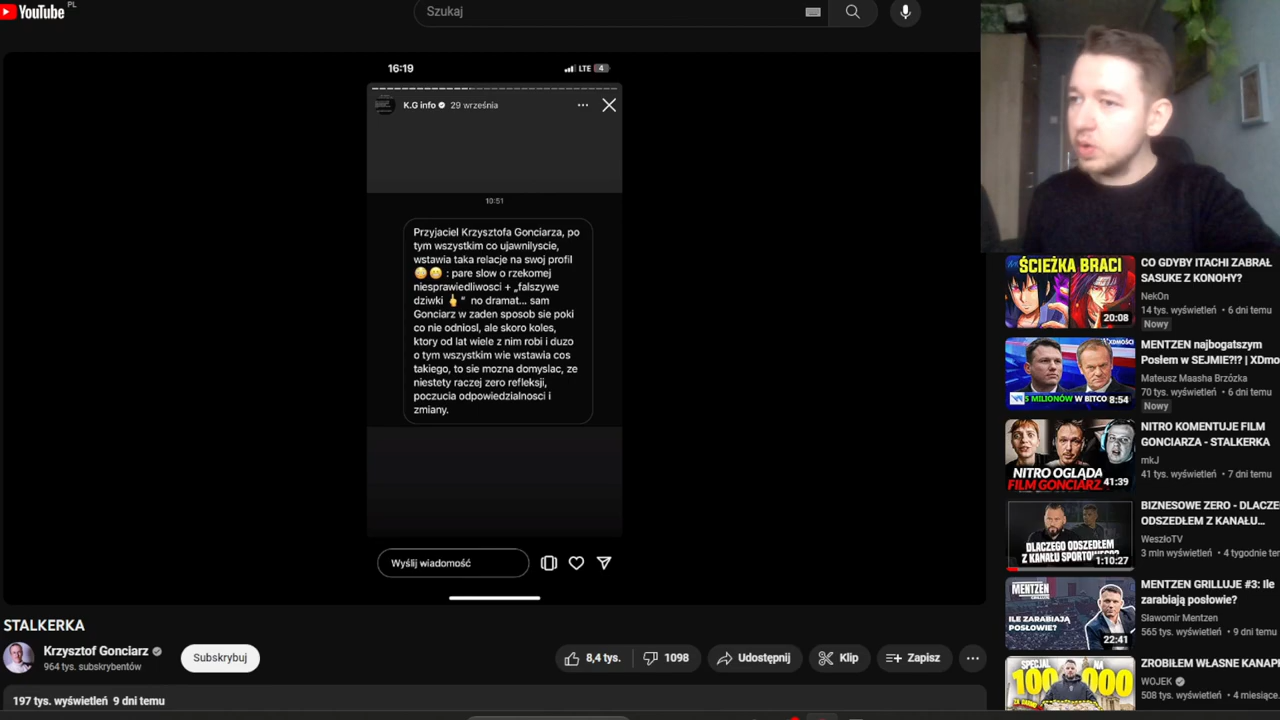 YouTube PL
Szukaj
16:19
LTE 4
K.G info 29 września
10:51
Przyjaciel Krzysztofa Gonciarza, po
tym wszystkim co ujawnilyscie,
wstawia taka relacje na swoj profil
😳😬 : pare slow o rzekomej
niesprawiedliwosci + „falszywe
dziwki 🖕“ no dramat... sam
Gonciarz w zaden sposob sie poki
co nie odniosl, ale skoro koles,
ktory od lat wiele z nim robi i duzo
o tym wszystkim wie wstawia cos
takiego, to sie mozna domyslac, ze
niestety raczej zero refleksji,
poczucia odpowiedzialnosci i
zmiany.
Wyślij wiadomość
STALKERKA
Krzysztof Gonciarz
964 tys. subskrybentów
Subskrybuj
8,4 tys.
1098
Udostępnij
Klip
Zapisz
197 tys. wyświetleń 9 dni temu
ŚCIEŻKA BRACI
20:08
CO GDYBY ITACHI ZABRAŁ
SASUKE Z KONOHY?
NekOn
14 tys. wyświetleń • 6 dni temu
Nowy
XDMOŚCI
5 MILIONÓW W BITCO
8:54
MENTZEN najbogatszym
Posłem w SEJMIE?!? | XDmo
Mateusz Maasha Brzózka
70 tys. wyświetleń • 6 dni temu
Nowy
NITRO OGLĄDA
FILM GONCIARZ
41:39
NITRO KOMENTUJE FILM
GONCIARZA - STALKERKA
mkJ
41 tys. wyświetleń • 7 dni temu
DLACZEGO ODSZEDŁEM
Z KANAŁU SPORTOWEGO?
1:10:27
BIZNESOWE ZERO - DLACZE
ODSZEDŁEM Z KANAŁU...
WeszłoTV
3 mln wyświetleń • 4 tygodnie te
MENTZEN
GRILLUJE
ILE ZARABIAJĄ
POSŁOWIE?
22:41
MENTZEN GRILLUJE #3: Ile
zarabiają posłowie?
Sławomir Mentzen
565 tys. wyświetleń • 9 dni tem
SPECJAL NA
100 000
ZROBIŁEM WŁASNE KANAP
WOJEK
508 tys. wyświetleń • 4 miesiące